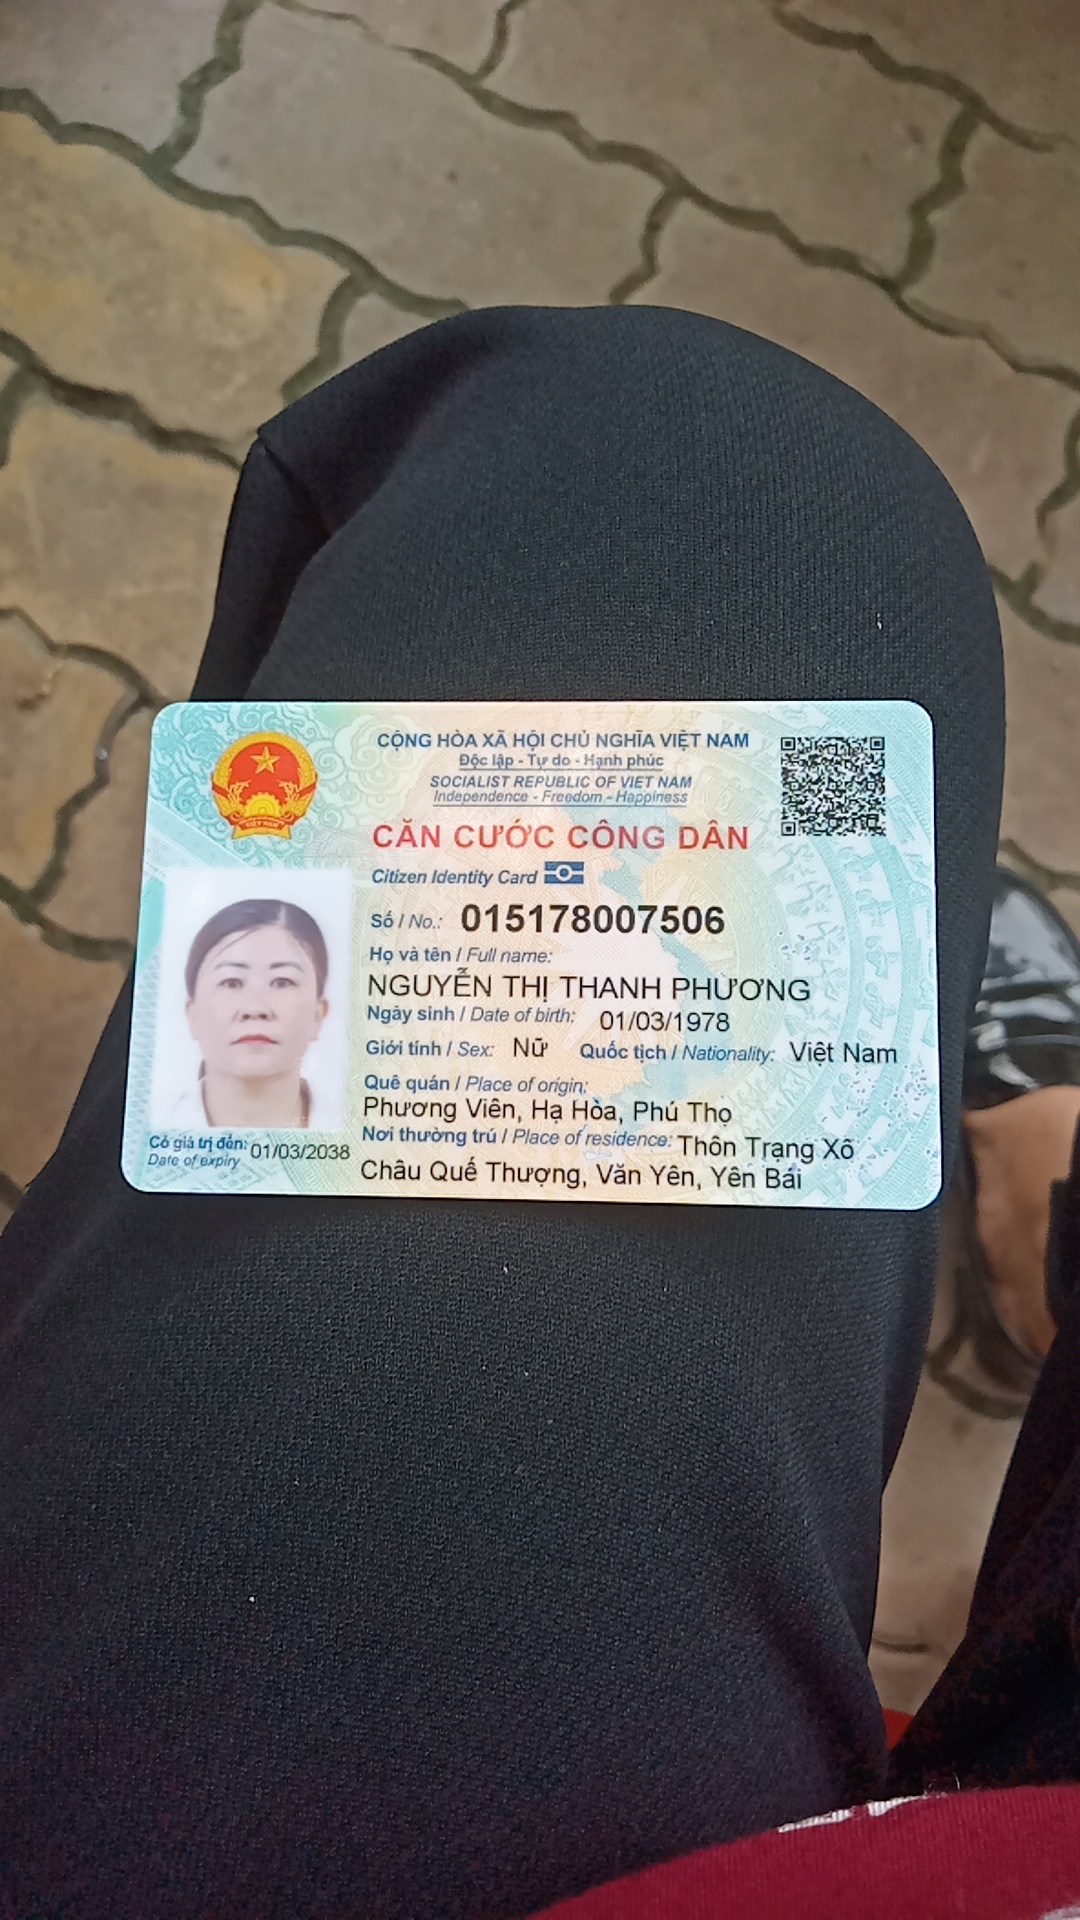 CỘNG HÒA XÃ HỘI CHỦ NGHĨA VIỆT NAM
Độc lập - Tự do - Hạnh phúc
SOCIALIST REPUBLIC OF VIET NAM
Independence - Freedom - Happiness
CĂN CƯỚC CÔNG DÂN
Citizen Identity Card
Số / No.: 015178007506
Họ và tên / Full name:
NGUYỄN THỊ THANH PHƯƠNG
Ngày sinh / Date of birth: 01/03/1978
Giới tính / Sex: Nữ Quốc tịch / Nationality: Việt Nam
Quê quán / Place of origin:
Phương Viên, Hạ Hòa, Phú Thọ
Nơi thường trú / Place of residence: Thôn Trạng Xô
Châu Quế Thượng, Văn Yên, Yên Bái
Có giá trị đến: 01/03/2038
Date of expiry
VIỆT NAM